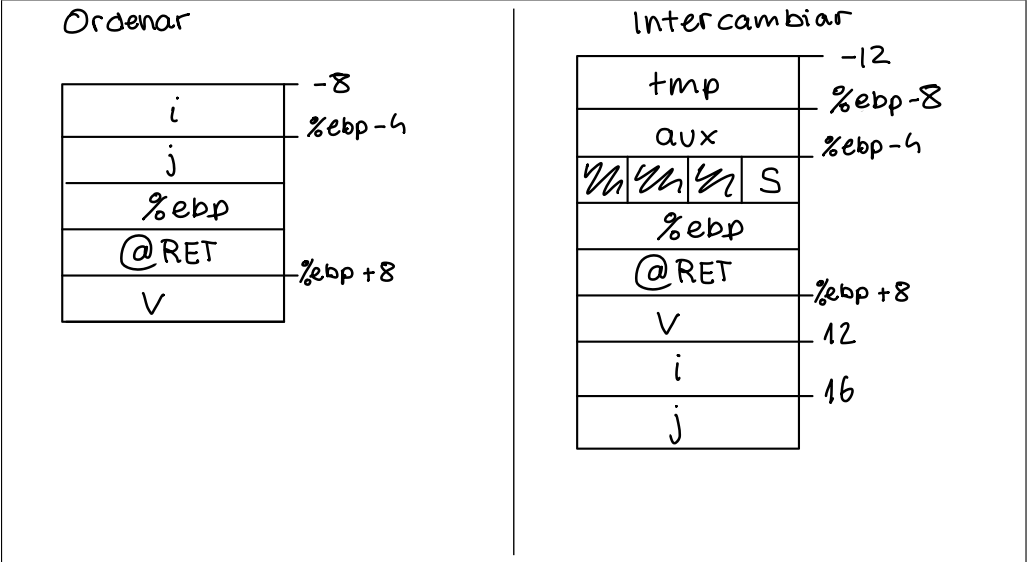 Ordenar
-8
i
%ebp-4
j
%ebp
@RET
%ebp+8
V
Intercambiar
-12
tmp
%ebp-8
aux
%ebp-4
S
%ebp
@RET
%ebp+8
V
12
i
16
j